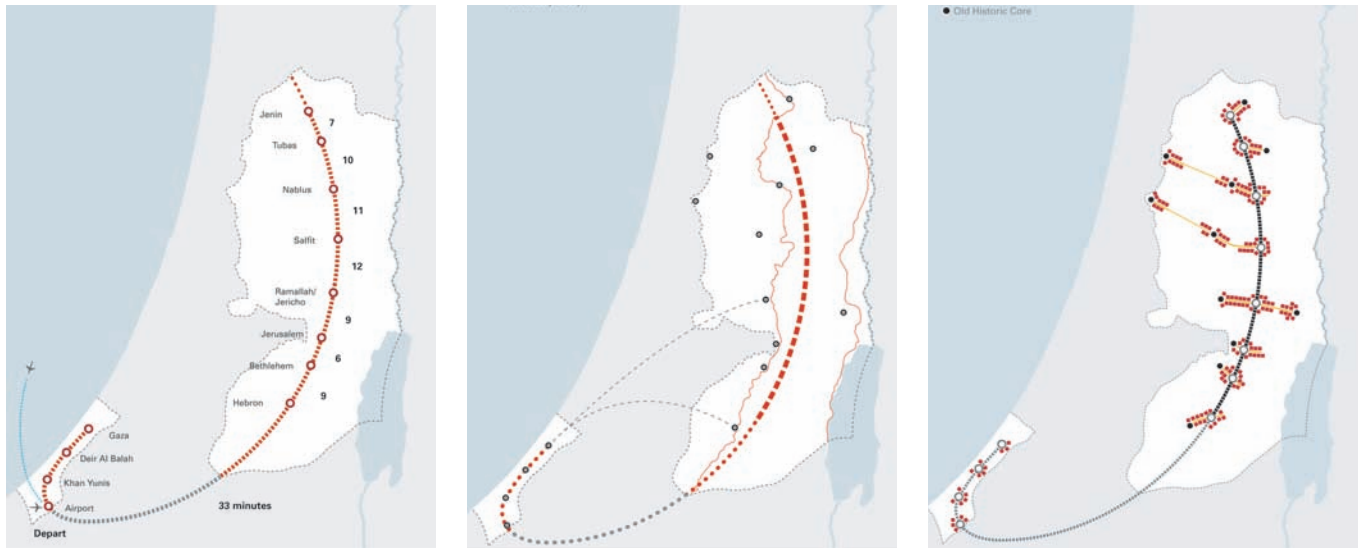 Jenin
7
Tubas
10
Nablus
11
Salfit
12
Ramallah/
Jericho
9
Jerusalem
6
Bethlehem
9
Hebron
Gaza
Deir Al Balah
Khan Yunis
Airport
33 minutes
Depart
Old Historic Core